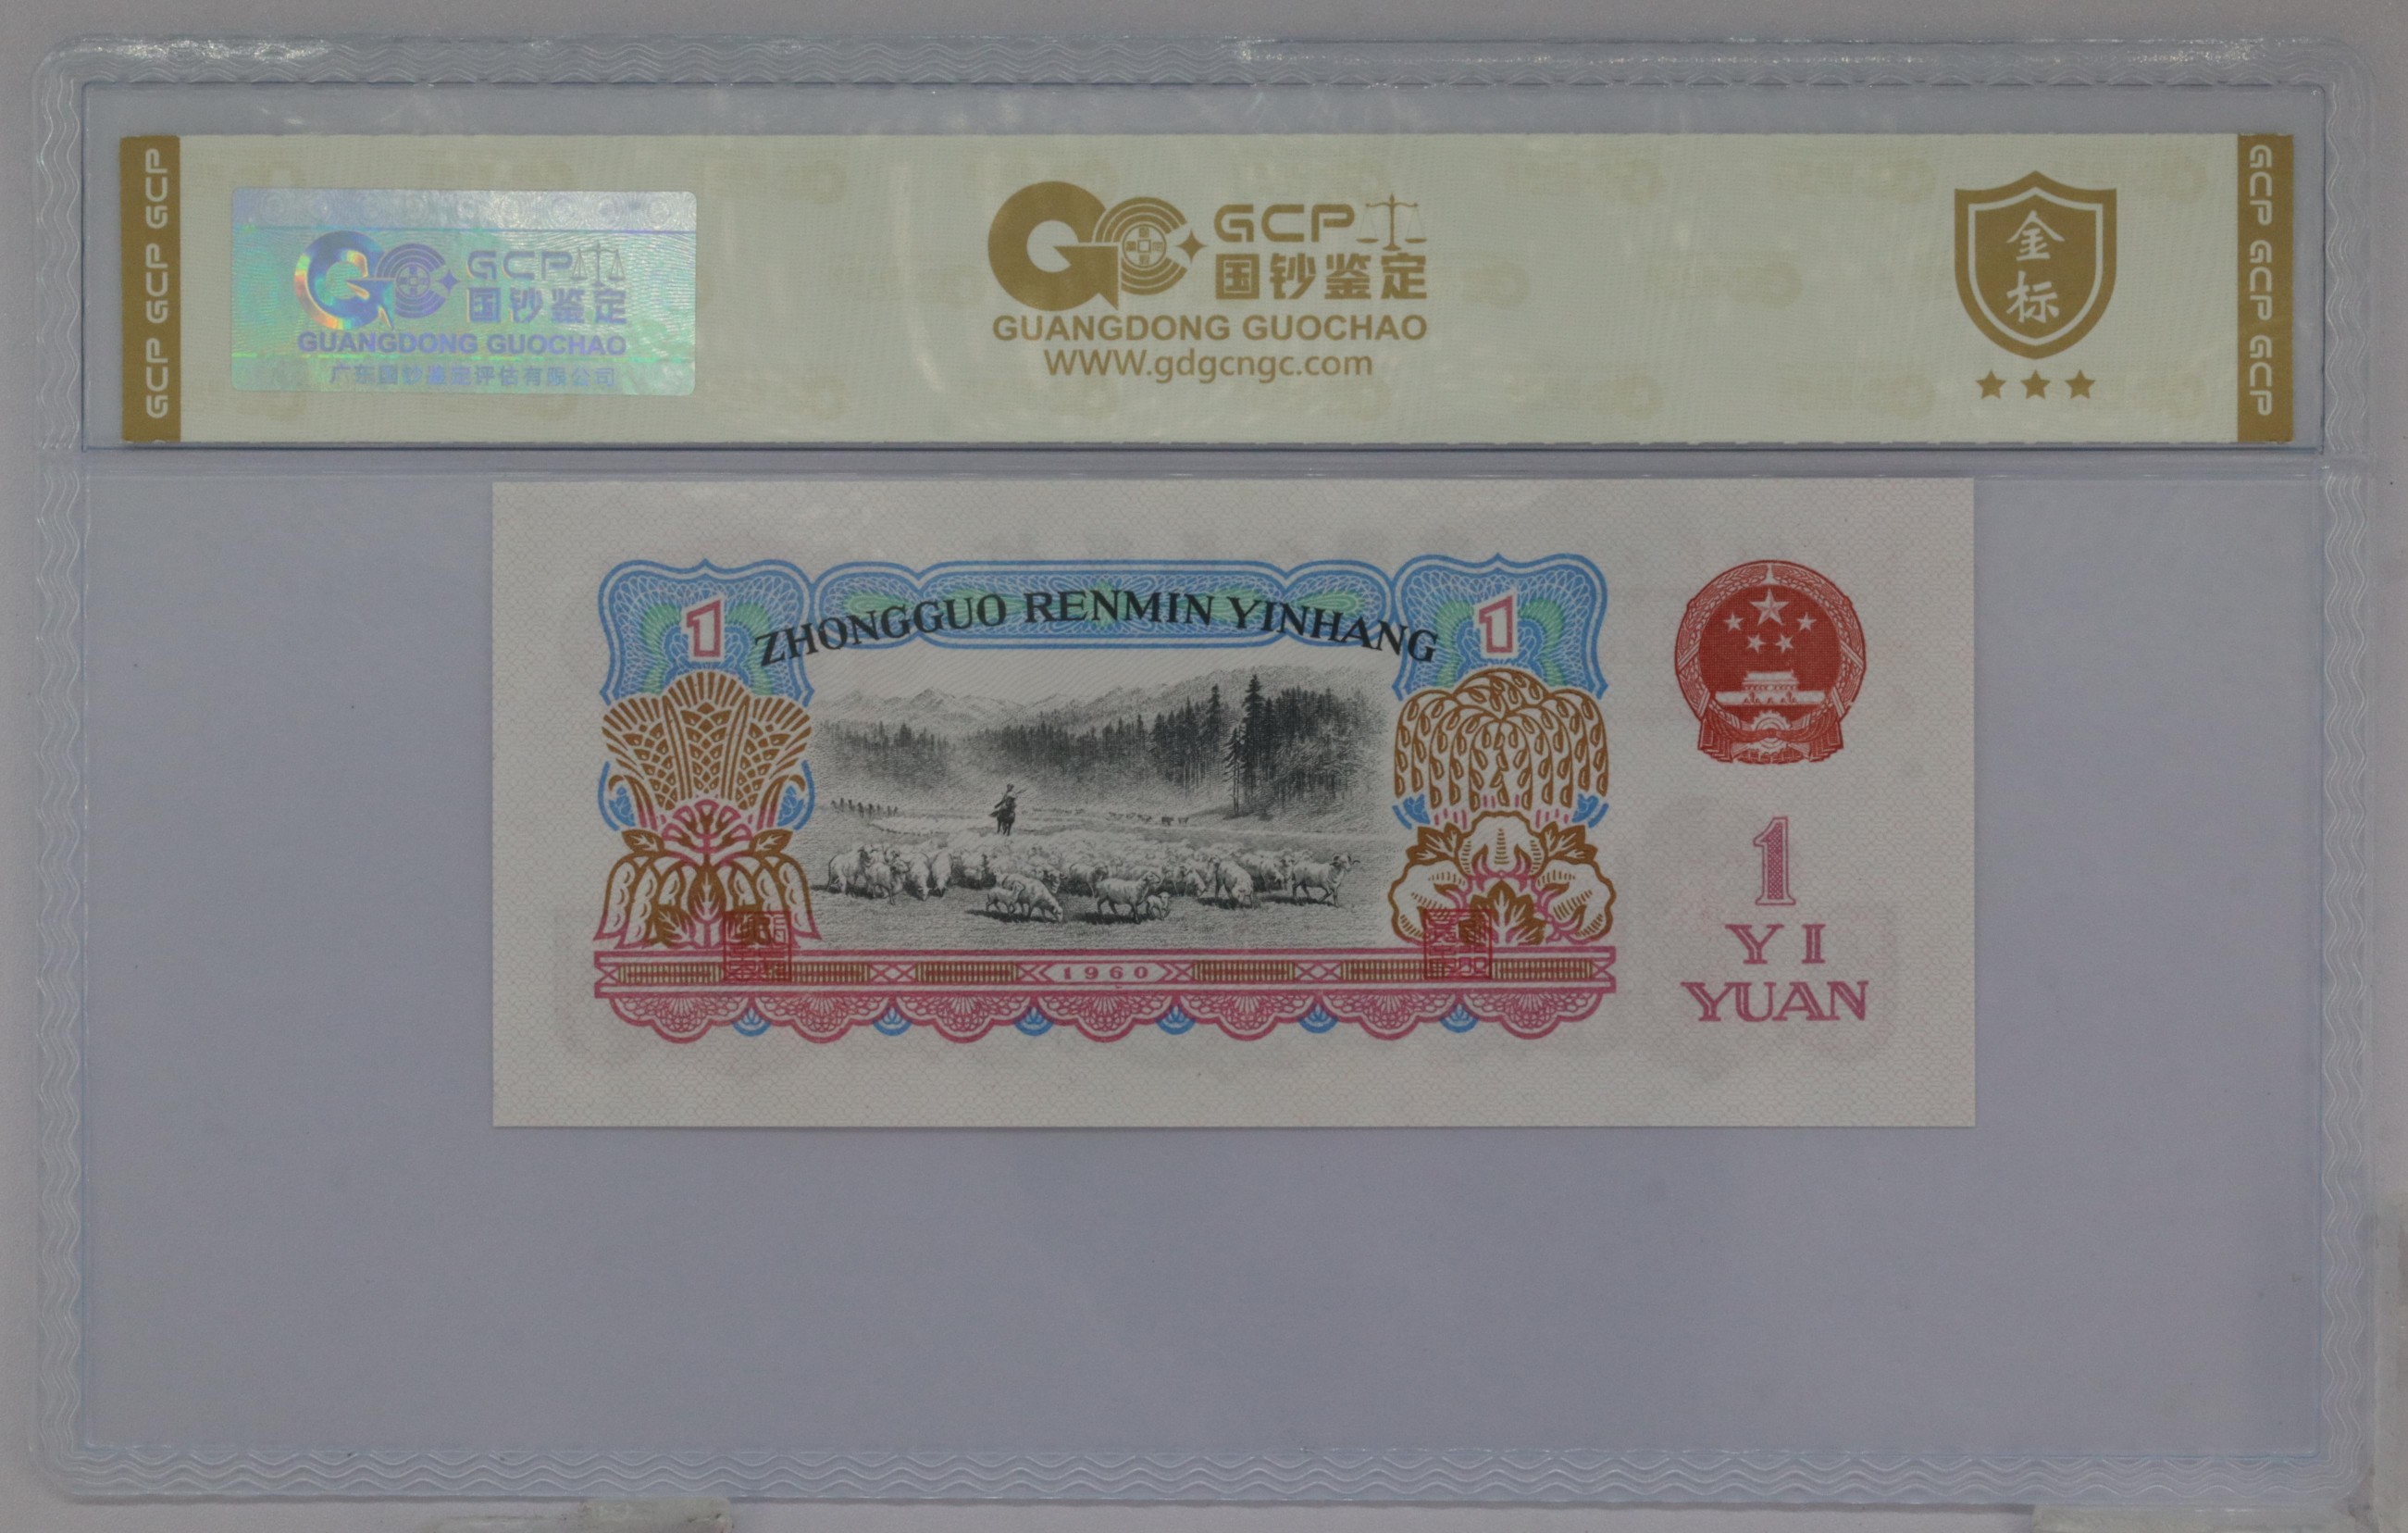 GCP GCP GCP
GCP
国钞鉴定
GUANGDONG GUOCHAO
广东国钞鉴定评估有限公司
GCP
国钞鉴定
GUANGDONG GUOCHAO
WWW.gdgcngc.com
金
标
GCP GCP GCP
1
ZHONGGUO RENMIN YINHANG
1
1960
1
YI
YUAN